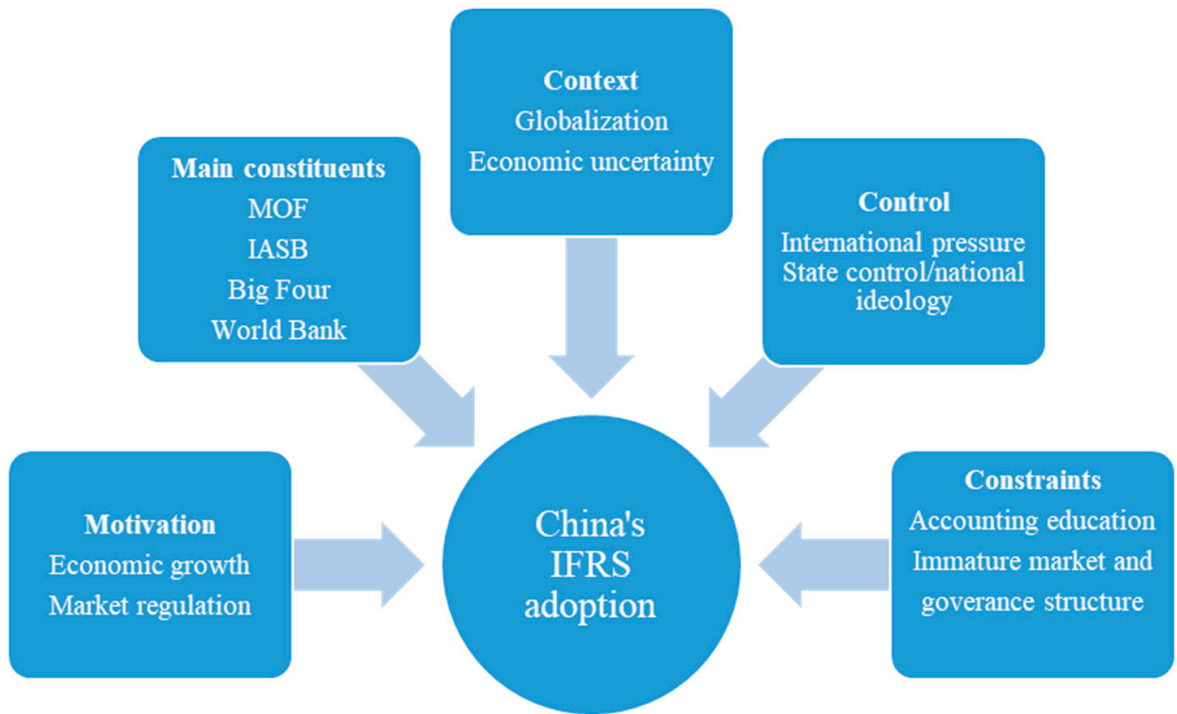 Context
Globalization
Economic uncertainty
Main constituents
MOF
IASB
Big Four
World Bank
Control
International pressure
State control/national
ideology
Motivation
Economic growth
Market regulation
China's
IFRS
adoption
Constraints
Accounting education
Immature market and
goverance structure